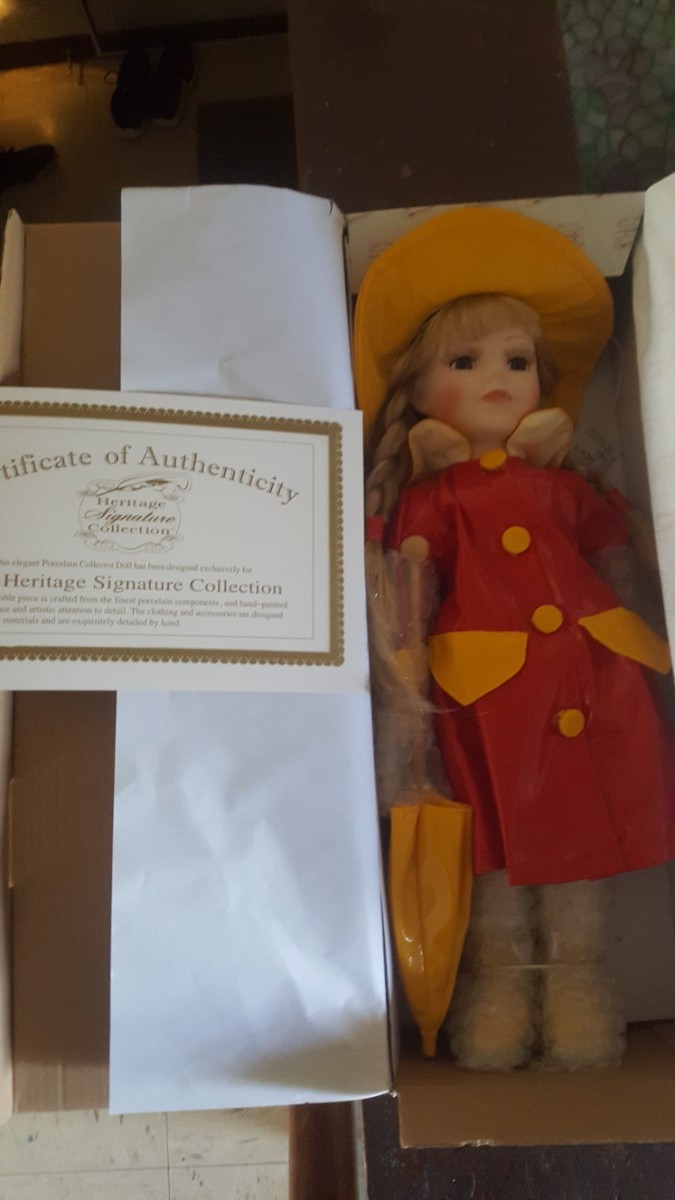 tificate of Authenticity
Heritage
Signature
Collection
elegant Porcelain Collector Doll has been designed exclusively for
Heritage Signature Collection
ible piece is crafted from the finest porcelain components, and hand-painted
ce and artistic attention to detail. The clothing and accessories are designed
materials and are exquisitely detailed by hand